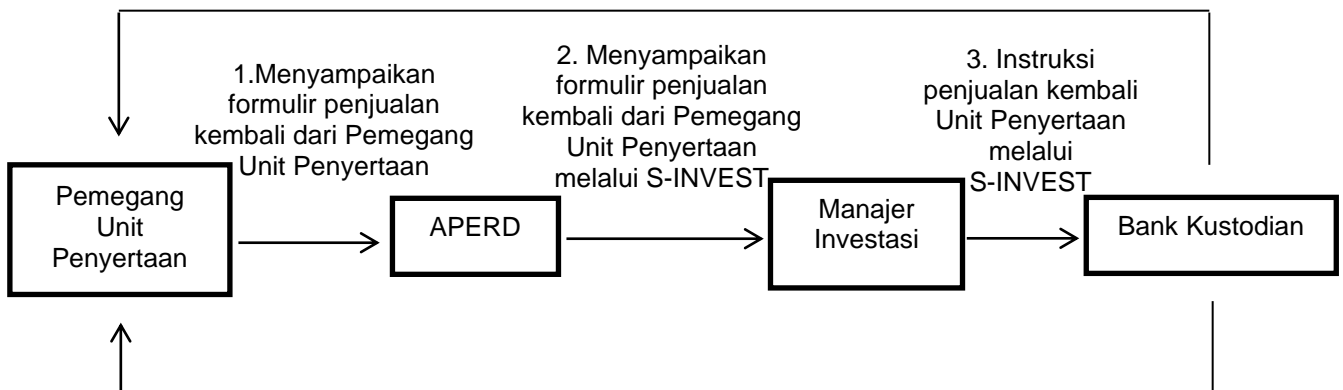 1.Menyampaikan
formulir penjualan
kembali dari Pemegang
Unit Penyertaan
2. Menyampaikan
formulir penjualan
kembali dari Pemegang
Unit Penyertaan
melalui S-INVEST
3. Instruksi
penjualan kembali
Unit Penyertaan
melalui
S-INVEST
Pemegang
Unit
Penyertaan
APERD
Manajer
Investasi
Bank Kustodian